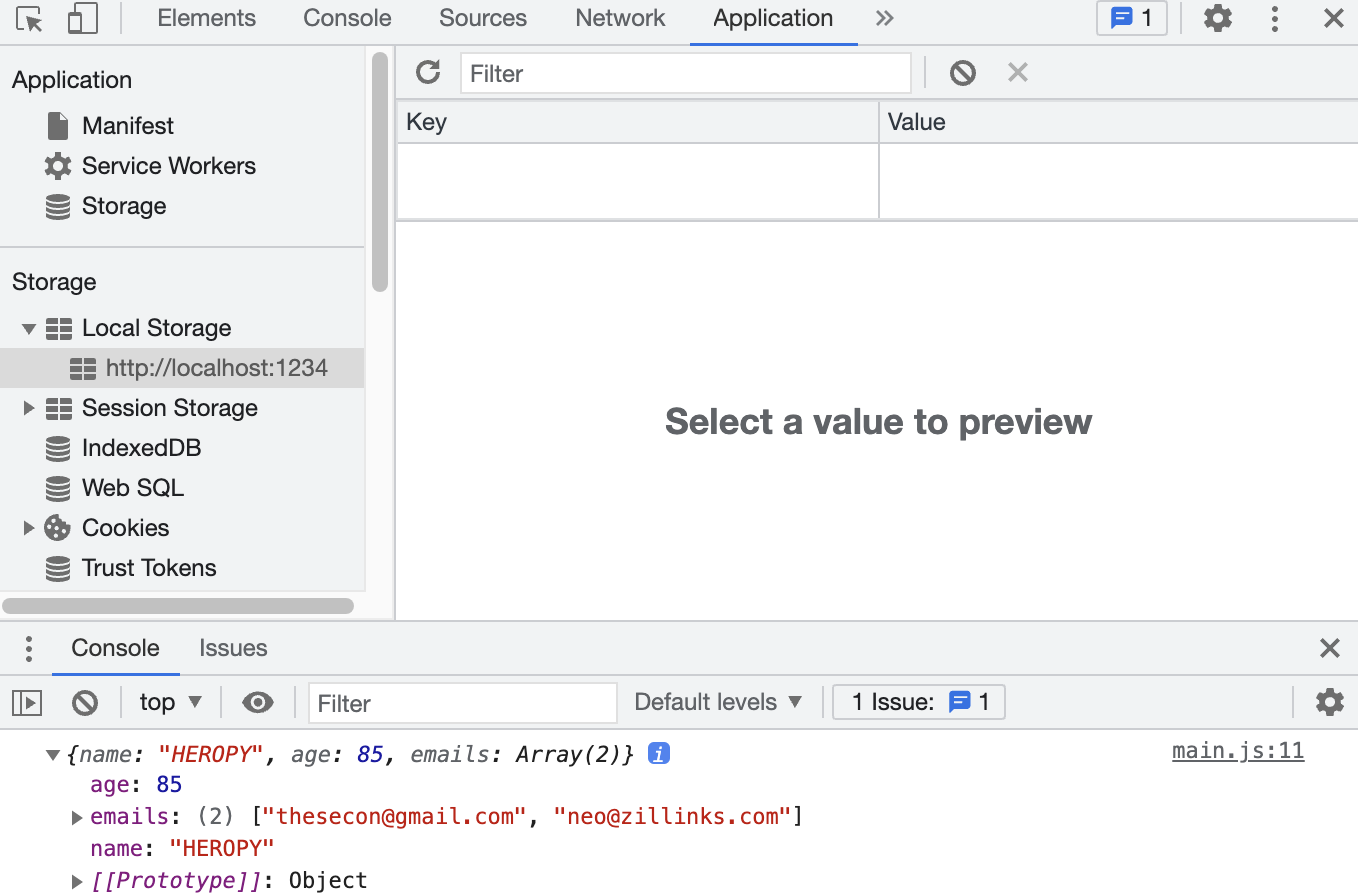 Elements Console Sources Network Application 1
Application
Manifest
Service Workers
Storage
Storage
Local Storage
http://localhost:1234
Session Storage
IndexedDB
Web SQL
Cookies
Trust Tokens
Filter
Key Value
Select a value to preview
Console Issues
top Filter Default levels 1 Issue: 1
{name: "HEROPY", age: 85, emails: Array(2)} i main.js:11
age: 85
emails: (2) ["thesecon@gmail.com", "neo@zillinks.com"]
name: "HEROPY"
[[Prototype]]: Object